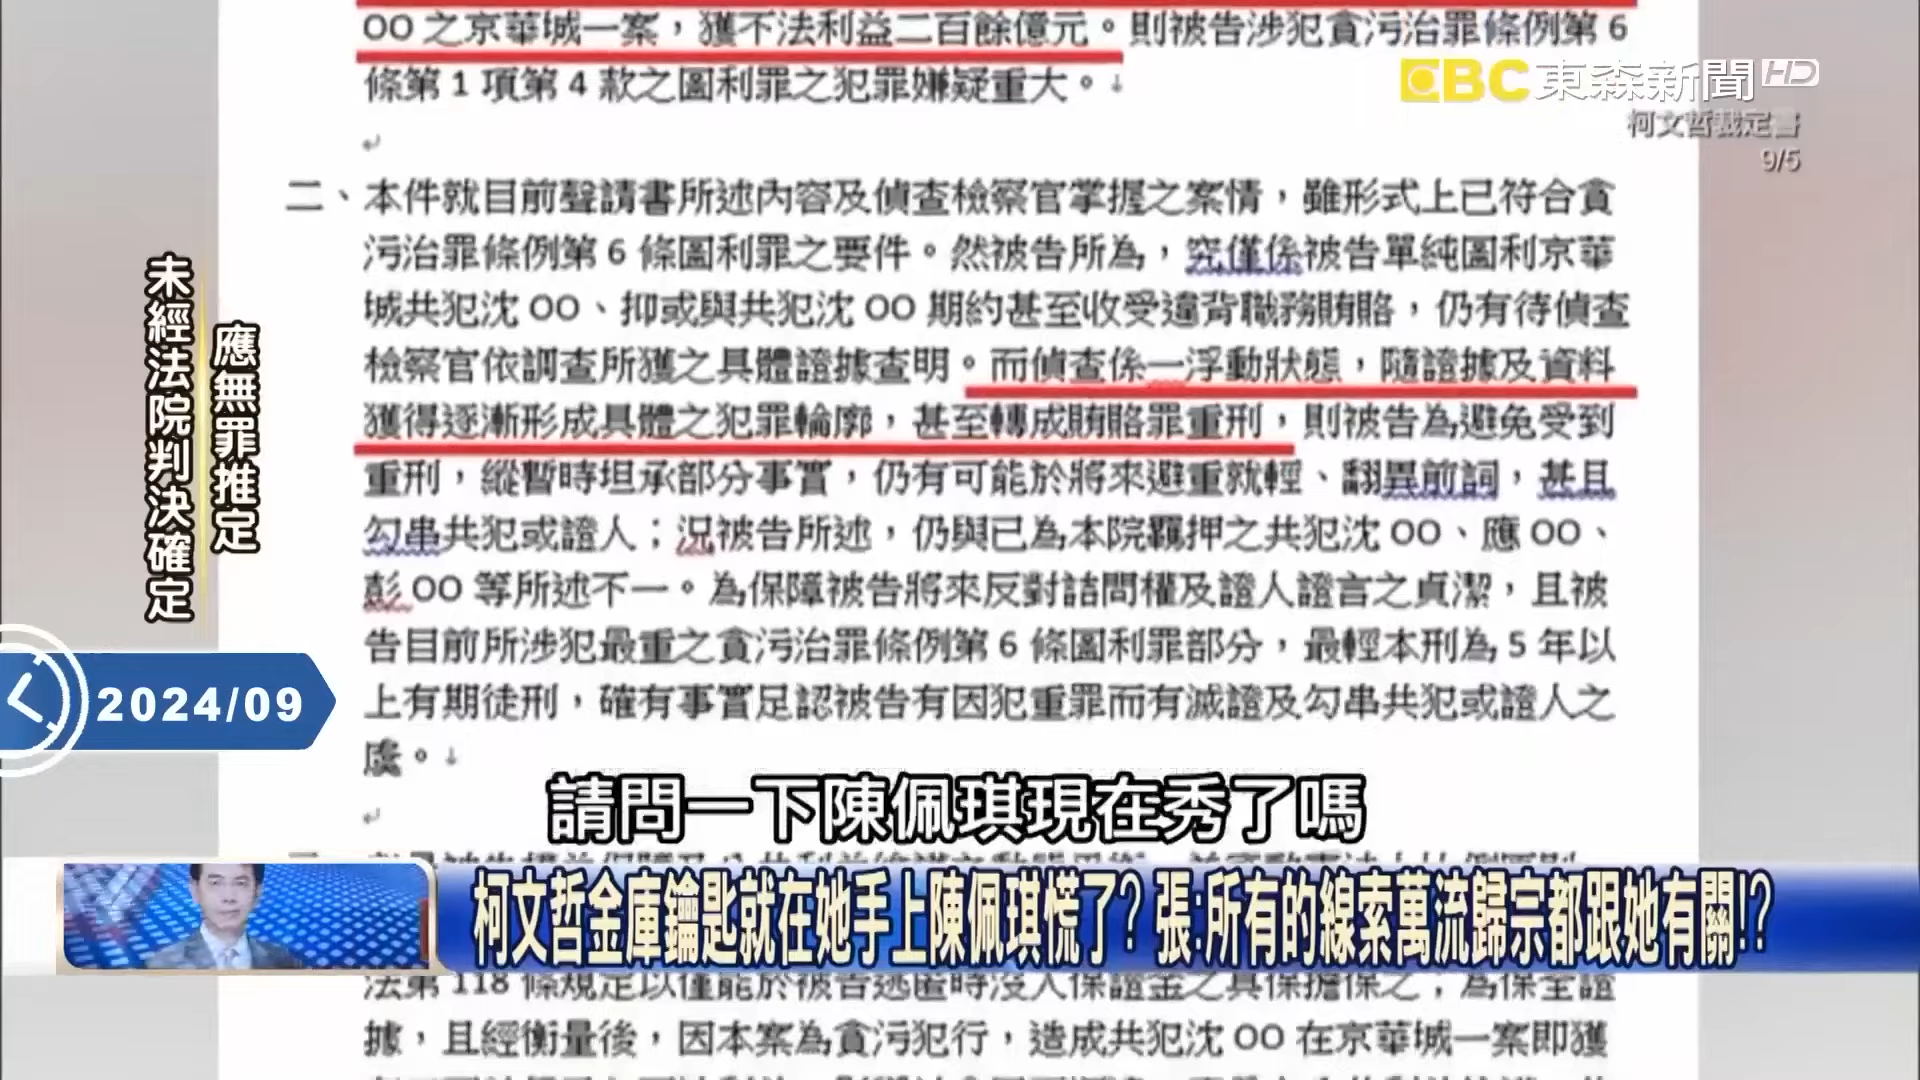 OO 之京華城一案，獲不法利益二百餘億元。則被告涉犯貪污治罪條例第 6
條第 1 項第 4 款之圖利罪之犯罪嫌疑重大。
EBC 東森新聞 HD
柯文哲裁定書
9/5
二、本件就目前聲請書所述內容及偵查檢察官掌握之案情，雖形式上已符合貪
污治罪條例第 6 條圖利罪之要件。然被告所為，究僅係被告單純圖利京華
城共犯沈 OO、抑或與共犯沈 OO 期約甚至收受違背職務賄賂，仍有待偵查
檢察官依調查所獲之具體證據查明。而偵查係一浮動狀態，隨證據及資料
獲得逐漸形成具體之犯罪輪廓，甚至轉成賄賂罪重刑，則被告為避免受到
重刑，縱暫時坦承部分事實，仍有可能於將來避重就輕、翻異前詞，甚且
勾串共犯或證人；況被告所述，仍與已為本院羈押之共犯沈 OO、應 OO、
彭 OO 等所述不一。為保障被告將來反對詰問權及證人證言之貞潔，且被
告目前所涉犯最重之貪污治罪條例第 6 條圖利罪部分，最輕本刑為 5 年以
上有期徒刑，確有事實足認被告有因犯重罪而有滅證及勾串共犯或證人之
虞。
應無罪推定
未經法院判決確定
2024/09
請問一下陳佩琪現在秀了嗎
柯文哲金庫鑰匙就在她手上陳佩琪慌了? 張:所有的線索萬流歸宗都跟她有關!?
法第 118 條規定以僅能於被告逃匿時沒入保證金之具保擔保之；為保全證
據，且經衡量後，因本案為貪污犯行，造成共犯沈 OO 在京華城一案即獲